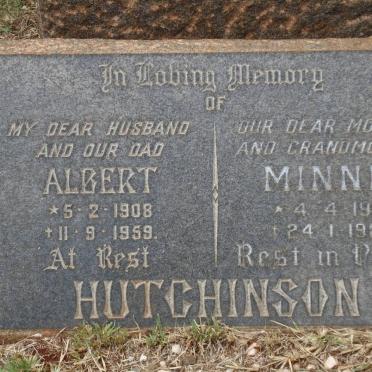 In Loving Memory
OF
MY DEAR HUSBAND
AND OUR DAD
ALBERT
* 5·2·1908
† 11·9·1959.
At Rest
OUR DEAR MO
AND GRANDMO
MINNI
* 4·4·19
† 24·1·19
Rest in
HUTCHINSON